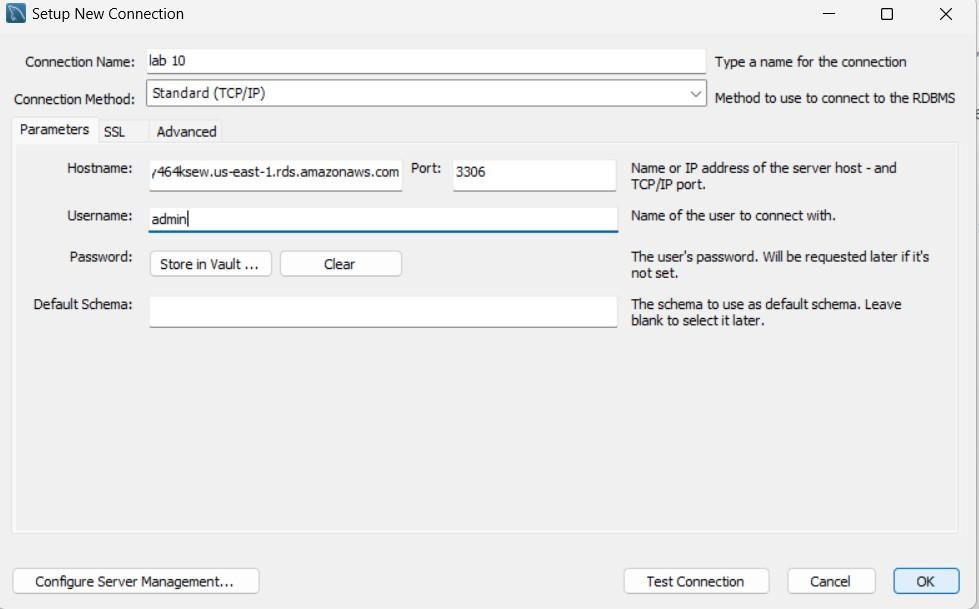 Setup New Connection
Connection Name: lab 10 Type a name for the connection
Connection Method: Standard (TCP/IP) Method to use to connect to the RDBMS
Parameters SSL Advanced
Hostname: y464ksew.us-east-1.rds.amazonaws.com Port: 3306 Name or IP address of the server host - and
TCP/IP port.
Username: admin Name of the user to connect with.
Password: Store in Vault ... Clear The user's password. Will be requested later if it's
not set.
Default Schema: The schema to use as default schema. Leave
blank to select it later.
Configure Server Management... Test Connection Cancel OK